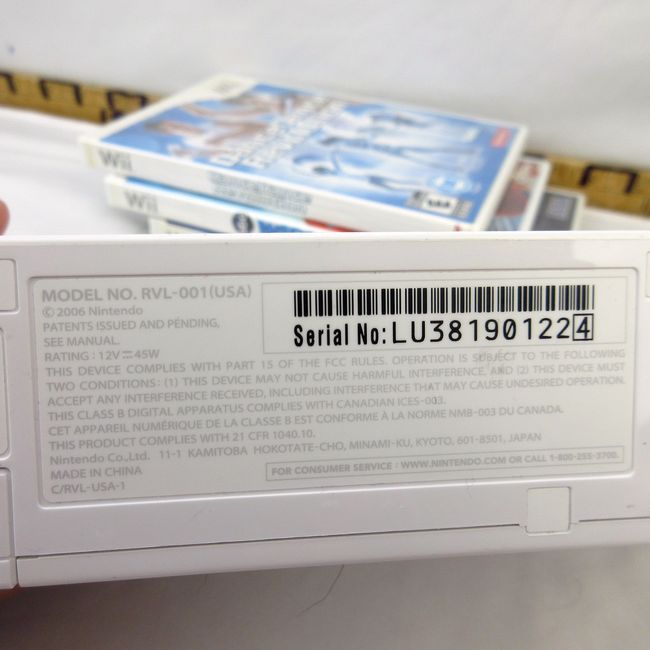 Wii
Wii
MODEL NO. RVL-001(USA)
© 2006 Nintendo
PATENTS ISSUED AND PENDING,
SEE MANUAL.
RATING : 12V⎓45W
Serial No:LU381901224
THIS DEVICE COMPLIES WITH PART 15 OF THE FCC RULES. OPERATION IS SUBJECT TO THE FOLLOWING
TWO CONDITIONS: (1) THIS DEVICE MAY NOT CAUSE HARMFUL INTERFERENCE, AND (2) THIS DEVICE MUST
ACCEPT ANY INTERFERENCE RECEIVED, INCLUDING INTERFERENCE THAT MAY CAUSE UNDESIRED OPERATION.
THIS CLASS B DIGITAL APPARATUS COMPLIES WITH CANADIAN ICES-003.
CET APPAREIL NUMÉRIQUE DE LA CLASSE B EST CONFORME À LA NORME NMB-003 DU CANADA.
THIS PRODUCT COMPLIES WITH 21 CFR 1040.10.
Nintendo Co., Ltd. 11-1 KAMITOBA HOKOTATE-CHO, MINAMI-KU, KYOTO, 601-8501, JAPAN
MADE IN CHINA
C/RVL-USA-1
FOR CONSUMER SERVICE : WWW.NINTENDO.COM OR CALL 1-800-255-3700.